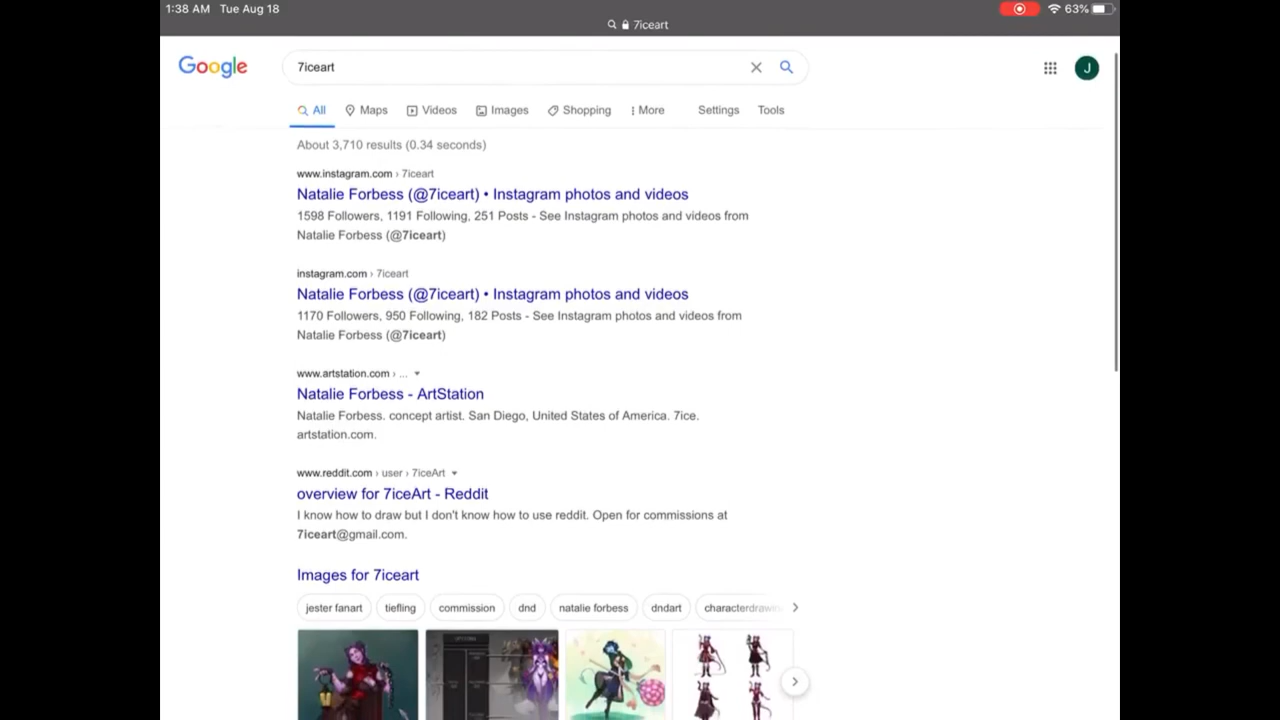 1:38 AM Tue Aug 18
63%
7iceart
Google
7iceart
J
All Maps Videos Images Shopping More Settings Tools
About 3,710 results (0.34 seconds)
www.instagram.com › 7iceart
Natalie Forbess (@7iceart) • Instagram photos and videos
1598 Followers, 1191 Following, 251 Posts - See Instagram photos and videos from
Natalie Forbess (@7iceart)
instagram.com › 7iceart
Natalie Forbess (@7iceart) • Instagram photos and videos
1170 Followers, 950 Following, 182 Posts - See Instagram photos and videos from
Natalie Forbess (@7iceart)
www.artstation.com › ...
Natalie Forbess - ArtStation
Natalie Forbess. concept artist. San Diego, United States of America. 7ice.
artstation.com.
www.reddit.com › user › 7iceArt
overview for 7iceArt - Reddit
I know how to draw but I don't know how to use reddit. Open for commissions at
7iceart@gmail.com.
Images for 7iceart
jester fanart tiefling commission dnd natalie forbess dndart